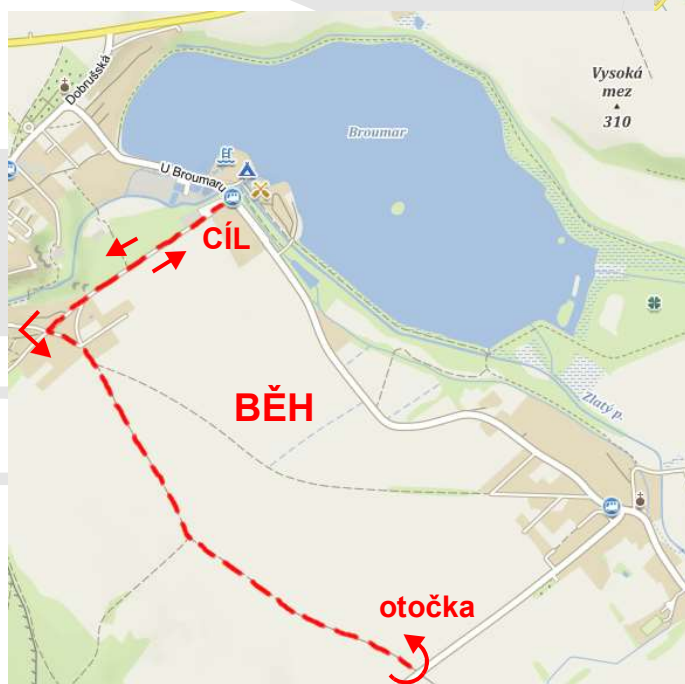 Dobrušská
Vysoká
mez
310
Broumar
U Broumaru
CÍL
BĚH
Zlatý p.
otočka